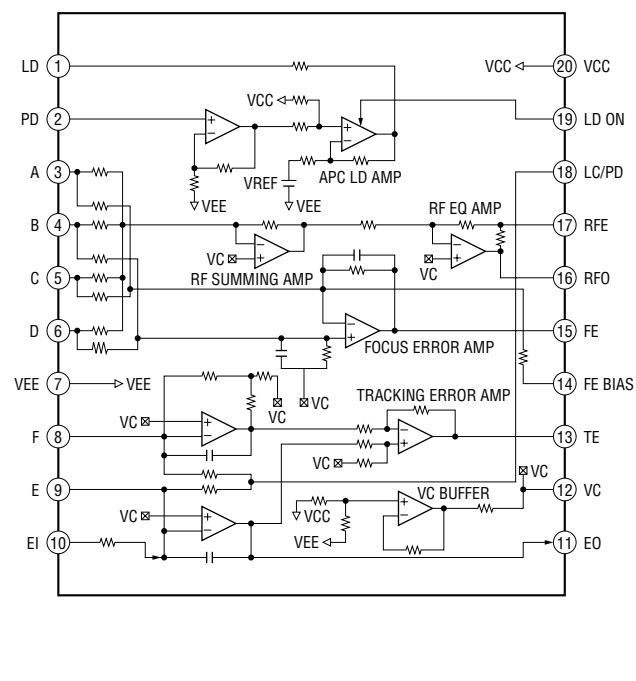 LD 1
20 VCC
VCC
VCC
PD 2
19 LD ON
A 3
VREF
APC LD AMP
18 LC/PD
VEE
VEE
B 4
RF EQ AMP
17 RFE
VC
VC
C 5
RF SUMMING AMP
16 RFO
D 6
15 FE
FOCUS ERROR AMP
VEE 7
VEE
14 FE BIAS
TRACKING ERROR AMP
VC
VC
VC
F 8
13 TE
VC
VC
E 9
VC BUFFER
12 VC
VC
VCC
VEE
EI 10
11 EO